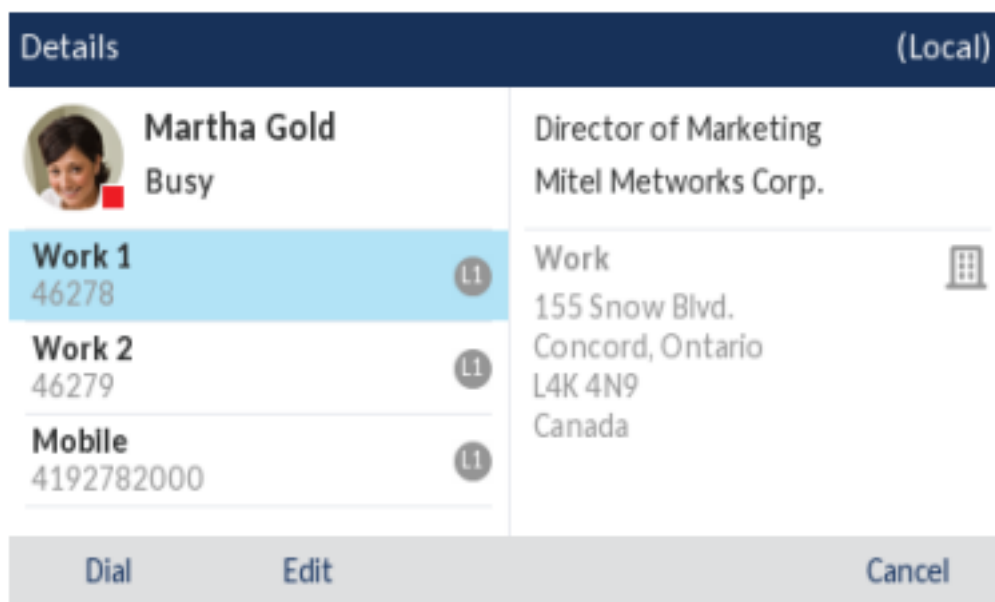 Details
(Local)
Martha Gold
Busy
Director of Marketing
Mitel Metworks Corp.
Work 1
46278
L1
Work 2
46279
L1
Mobile
4192782000
L1
Work
155 Snow Blvd.
Concord, Ontario
L4K 4N9
Canada
Dial
Edit
Cancel